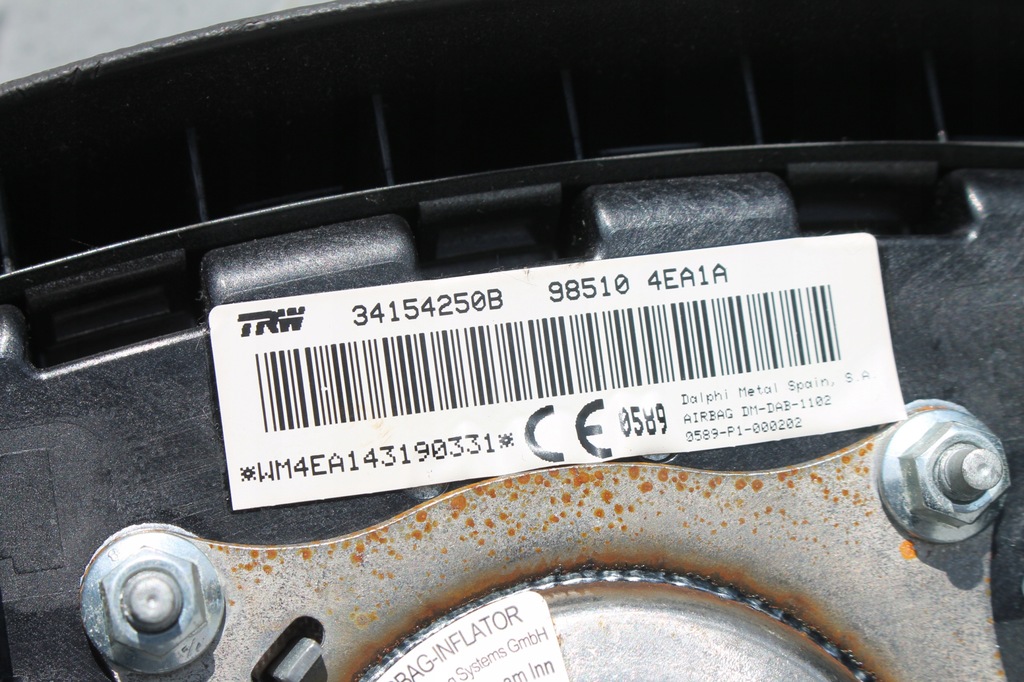 TRW 34154250B 98510 4EA1A
*WM4EA143190331* CE 0589
Dalphi Metal Spain, S.A.
AIRBAG DM-DAB-1102
0589-P1-000202
BAG-INFLATOR
Systems GmbH
Inn